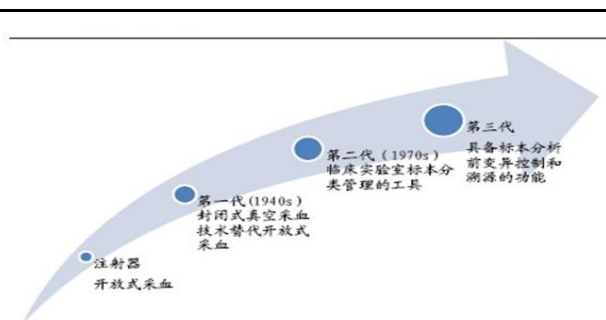 第三代
具备标本分析
前变异控制和
溯源的功能
第二代（1970s）
临床实验室标本分
类管理的工具
第一代(1940s)
封闭式真空采血
技术替代开放式
采血
注射器
开放式采血